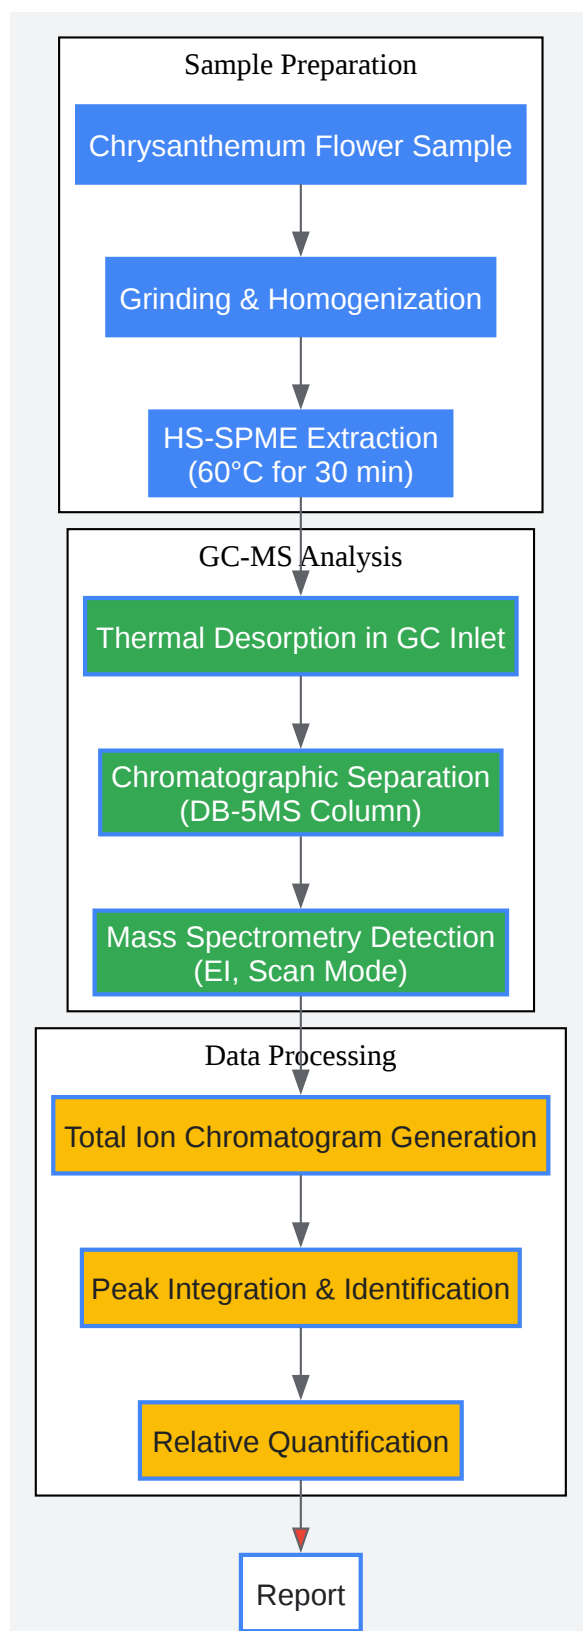 Sample Preparation
Chrysanthemum Flower Sample
Grinding & Homogenization
HS-SPME Extraction
(60°C for 30 min)
GC-MS Analysis
Thermal Desorption in GC Inlet
Chromatographic Separation
(DB-5MS Column)
Mass Spectrometry Detection
(EI, Scan Mode)
Data Processing
Total Ion Chromatogram Generation
Peak Integration & Identification
Relative Quantification
Report